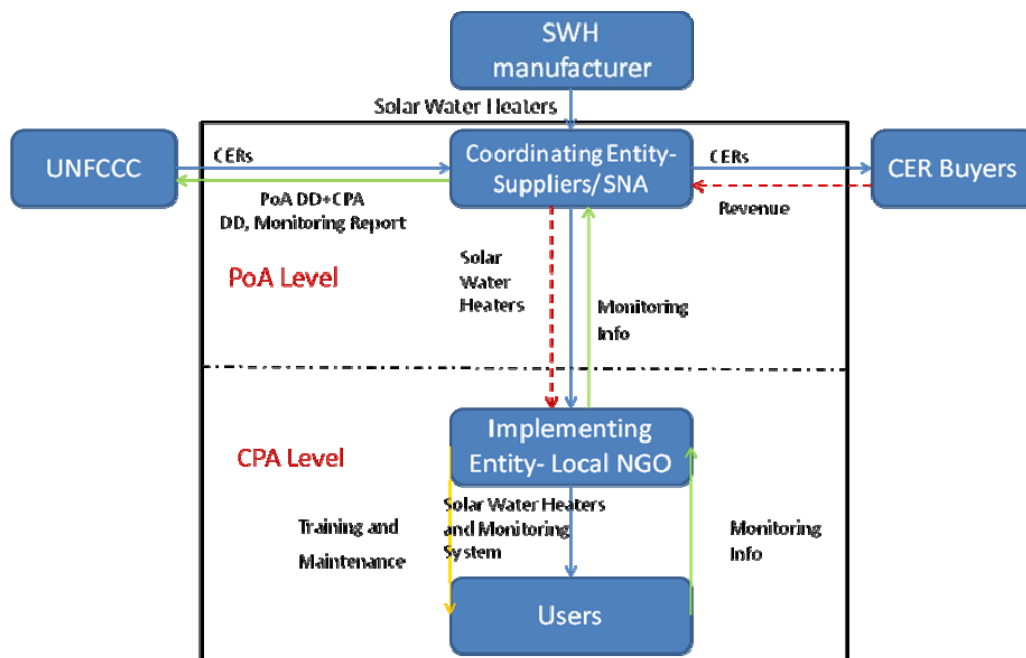 SWH
manufacturer
Solar Water Heaters
UNFCCC
CERs
Coordinating Entity-
Suppliers/ SNA
CERs
CER Buyers
PoA DD+CPA
DD, Monitoring Report
Revenue
PoA Level
Solar
Water
Heaters
Monitoring
Info
CPA Level
Implementing
Entity- Local NGO
Training and
Maintenance
Solar Water Heaters
and Monitoring
System
Monitoring
Info
Users